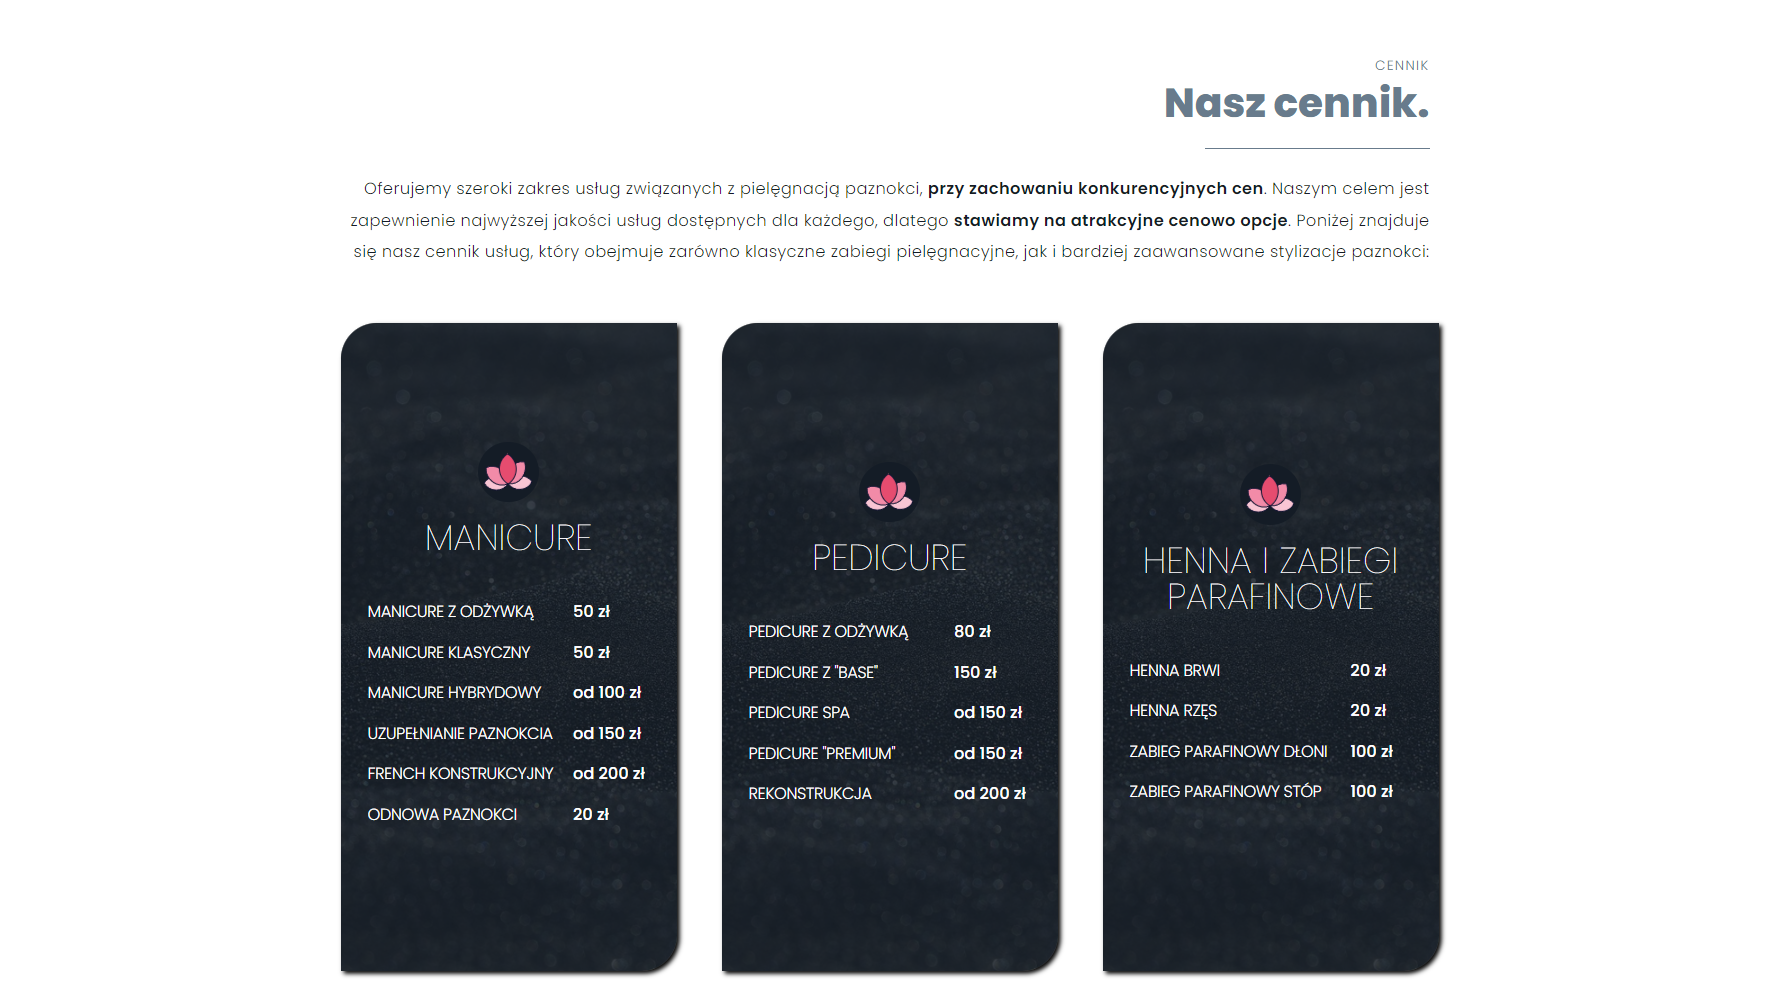 CENNIK
Nasz cennik.
Oferujemy szeroki zakres usług związanych z pielęgnacją paznokci, przy zachowaniu konkurencyjnych cen. Naszym celem jest
zapewnienie najwyższej jakości usług dostępnych dla każdego, dlatego stawiamy na atrakcyjne cenowo opcje. Poniżej znajduje
się nasz cennik usług, który obejmuje zarówno klasyczne zabiegi pielęgnacyjne, jak i bardziej zaawansowane stylizacje paznokci:
MANICURE
MANICURE Z ODŻYWKĄ 50 zł
MANICURE KLASYCZNY 50 zł
MANICURE HYBRYDOWY od 100 zł
UZUPEŁNIANIE PAZNOKCIA od 150 zł
FRENCH KONSTRUKCYJNY od 200 zł
ODNOWA PAZNOKCI 20 zł
PEDICURE
PEDICURE Z ODŻYWKĄ 80 zł
PEDICURE Z "BASE" 150 zł
PEDICURE SPA od 150 zł
PEDICURE "PREMIUM" od 150 zł
REKONSTRUKCJA od 200 zł
HENNA I ZABIEGI
PARAFINOWE
HENNA BRWI 20 zł
HENNA RZĘS 20 zł
ZABIEG PARAFINOWY DŁONI 100 zł
ZABIEG PARAFINOWY STÓP 100 zł